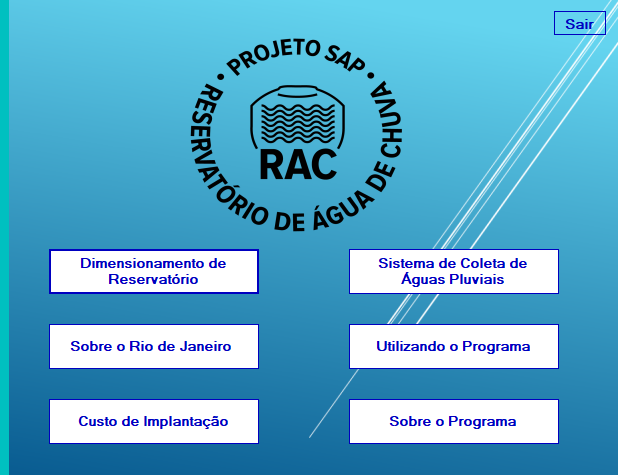 Sair
• PROJETO SAP •
RESERVATÓRIO DE ÁGUA DE CHUVA
RAC
Dimensionamento de
Reservatório
Sistema de Coleta de
Águas Pluviais
Sobre o Rio de Janeiro
Utilizando o Programa
Custo de Implantação
Sobre o Programa